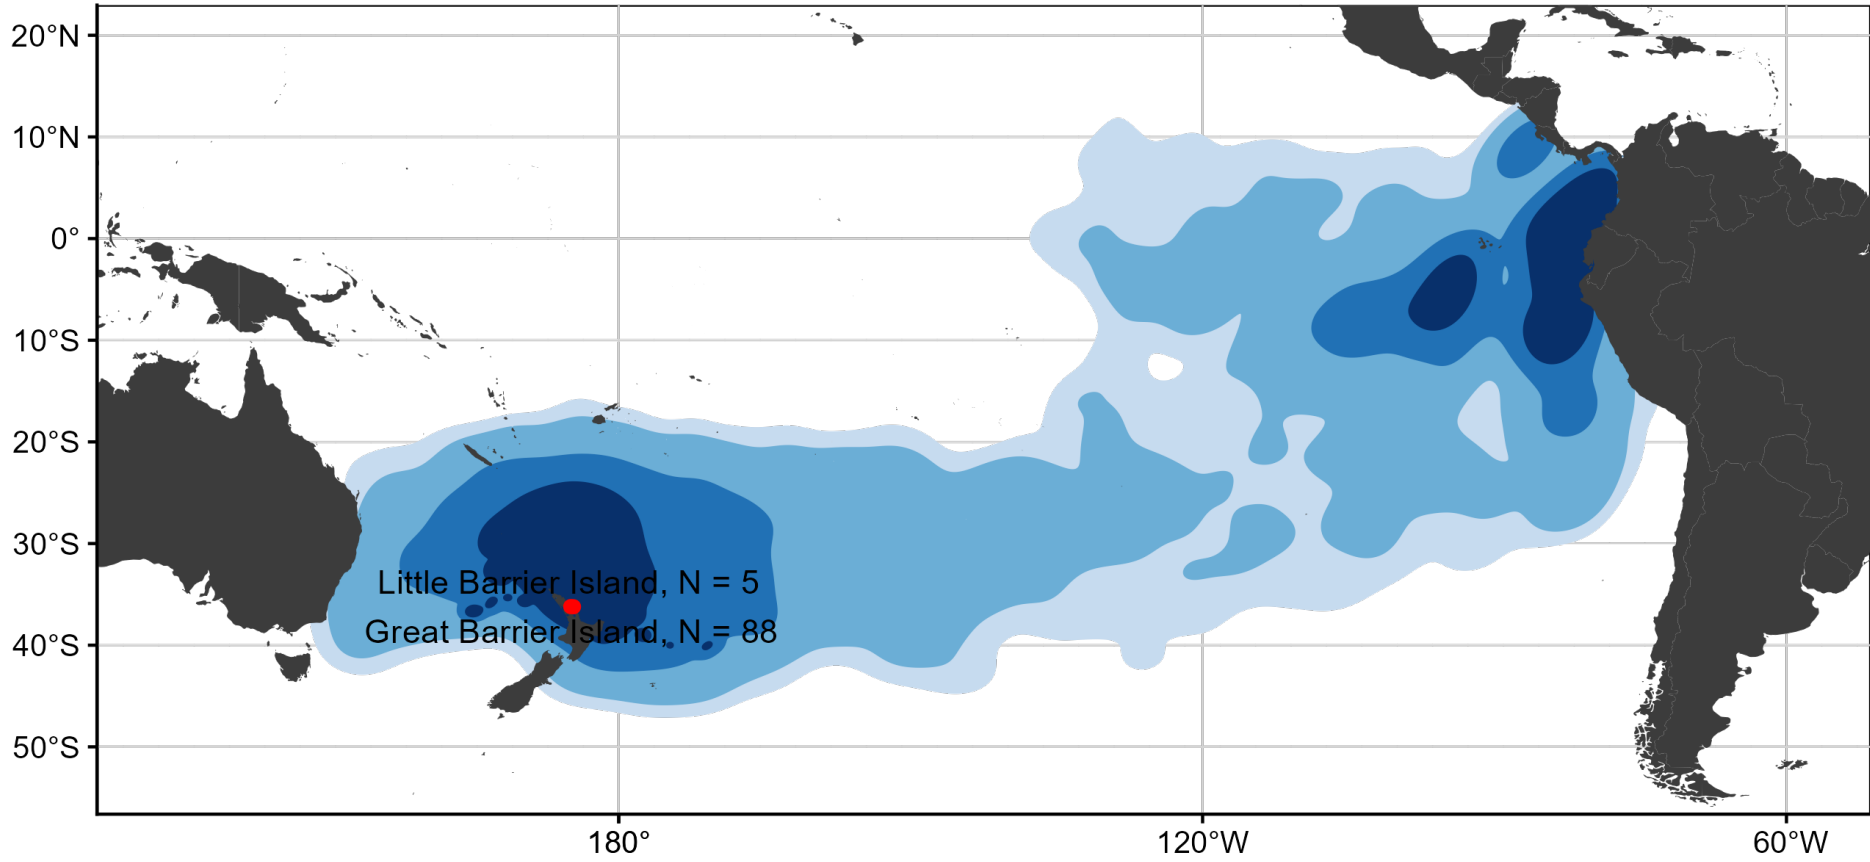 20°N
10°N
0°
10°S
20°S
30°S
Little Barrier Island, N = 5
Great Barrier Island, N = 88
40°S
50°S
180°
120°W
60°W